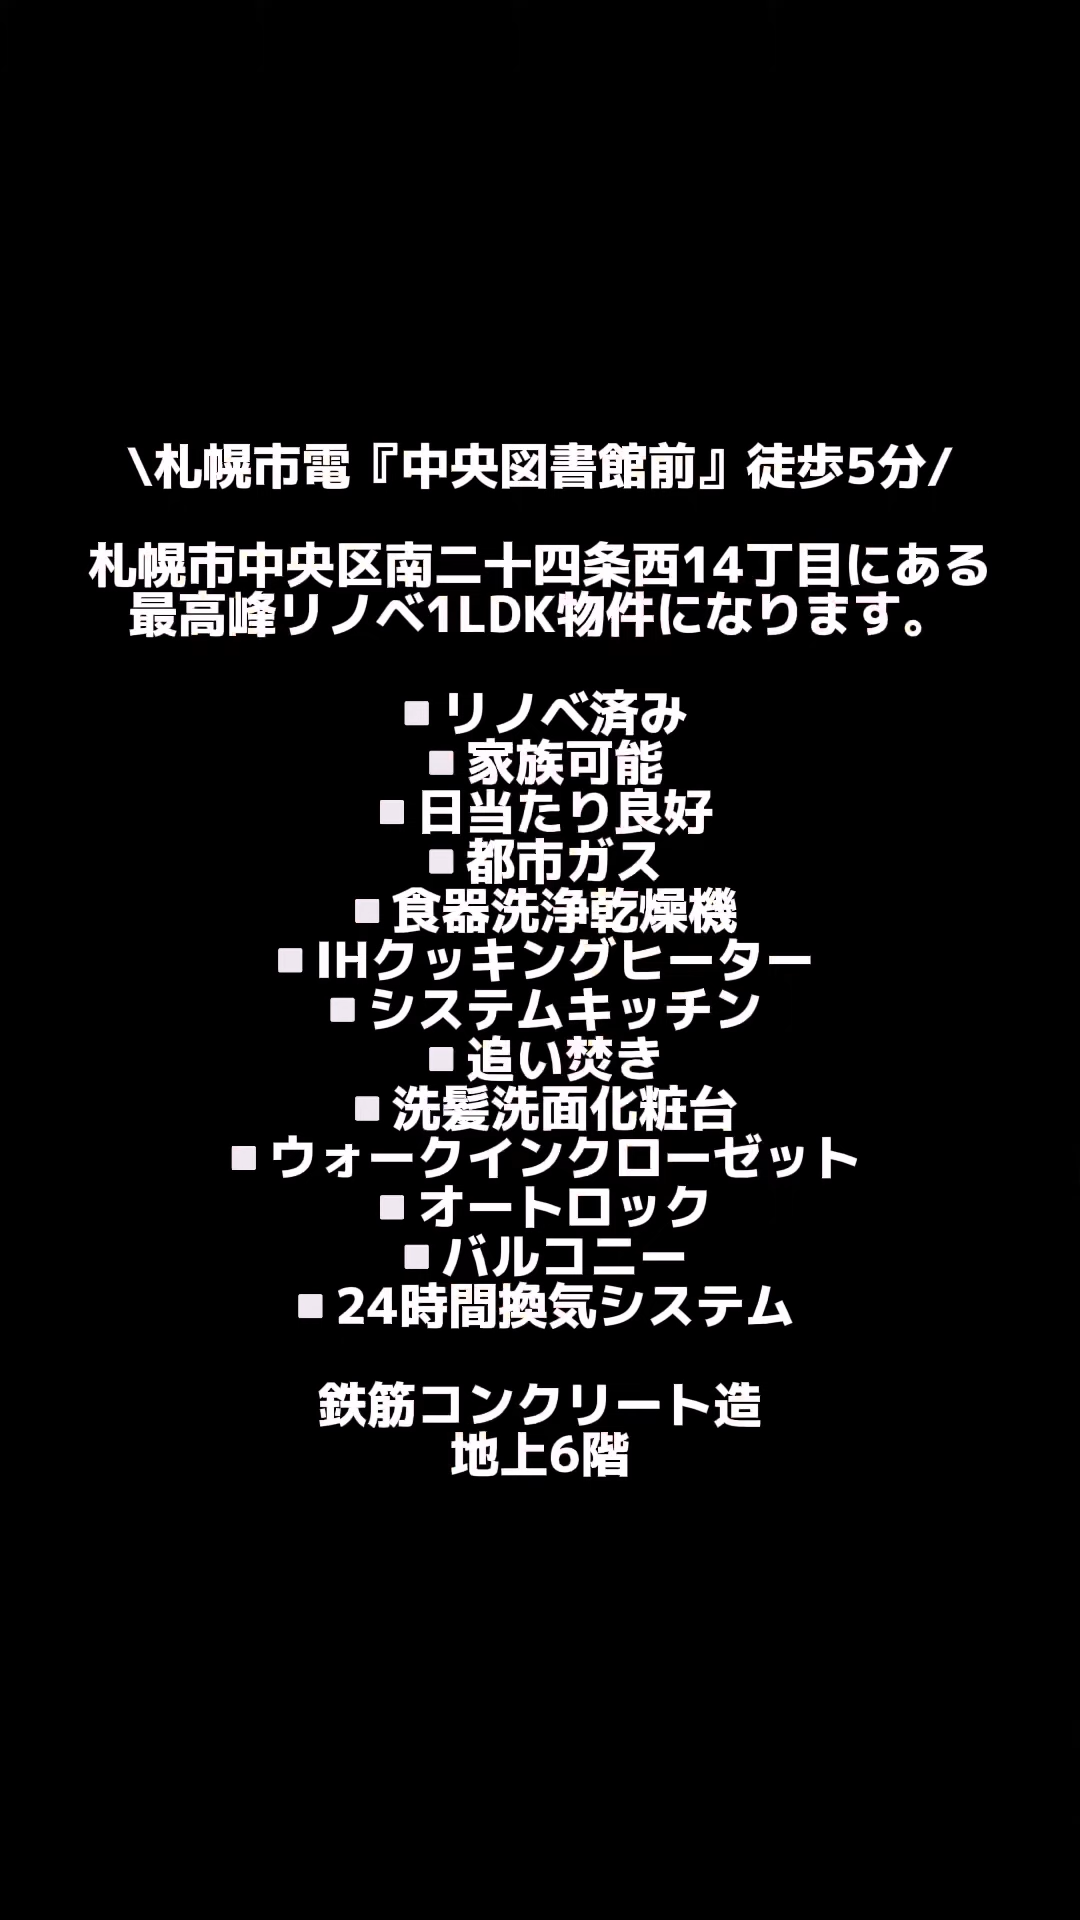 \札幌市電『中央図書館前』徒歩5分/
札幌市中央区南二十四条西14丁目にある
最高峰リノベ1LDK物件になります。
▫️リノベ済み
▫️家族可能
▫️日当たり良好
▫️都市ガス
▫️食器洗浄乾燥機
▫️IHクッキングヒーター
▫️システムキッチン
▫️追い焚き
▫️洗髪洗面化粧台
▫️ウォークインクローゼット
▫️オートロック
▫️バルコニー
▫️24時間換気システム
鉄筋コンクリート造
地上6階